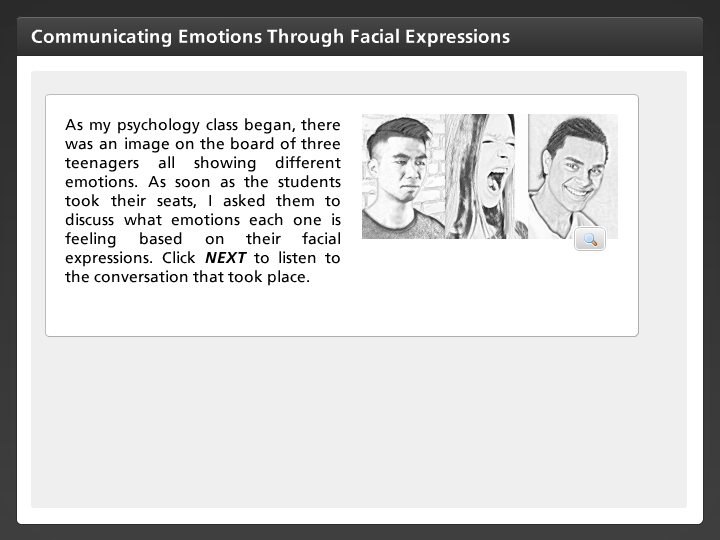 Communicating Emotions Through Facial Expressions
As my psychology class began, there
was an image on the board of three
teenagers all showing different
emotions. As soon as the students
took their seats, I asked them to
discuss what emotions each one is
feeling based on their facial
expressions. Click NEXT to listen to
the conversation that took place.